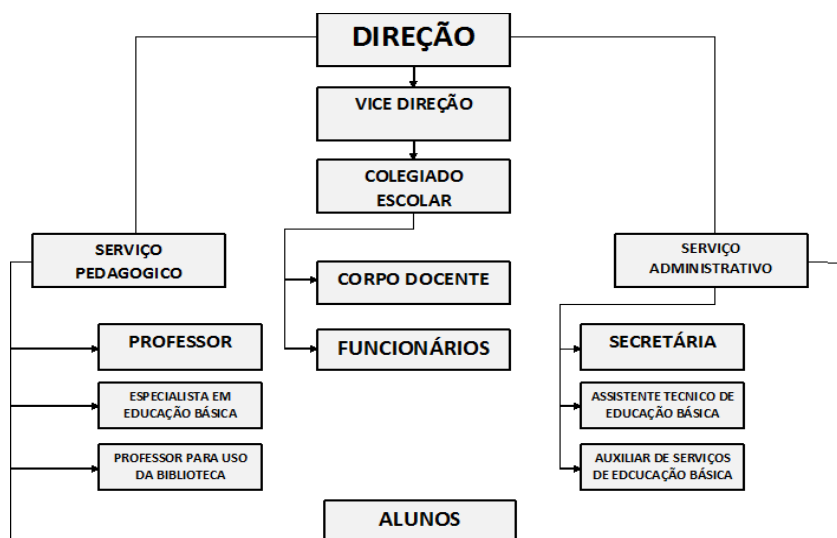 DIREÇÃO
VICE DIREÇÃO
COLEGIADO
ESCOLAR
SERVIÇO
PEDAGOGICO
SERVIÇO
ADMINISTRATIVO
CORPO DOCENTE
FUNCIONÁRIOS
PROFESSOR
ESPECIALISTA EM
EDUCAÇÃO BÁSICA
PROFESSOR PARA USO
DA BIBLIOTECA
SECRETÁRIA
ASSISTENTE TECNICO DE
EDUCAÇÃO BÁSICA
AUXILIAR DE SERVIÇOS
DE EDCUCAÇÃO BÁSICA
ALUNOS